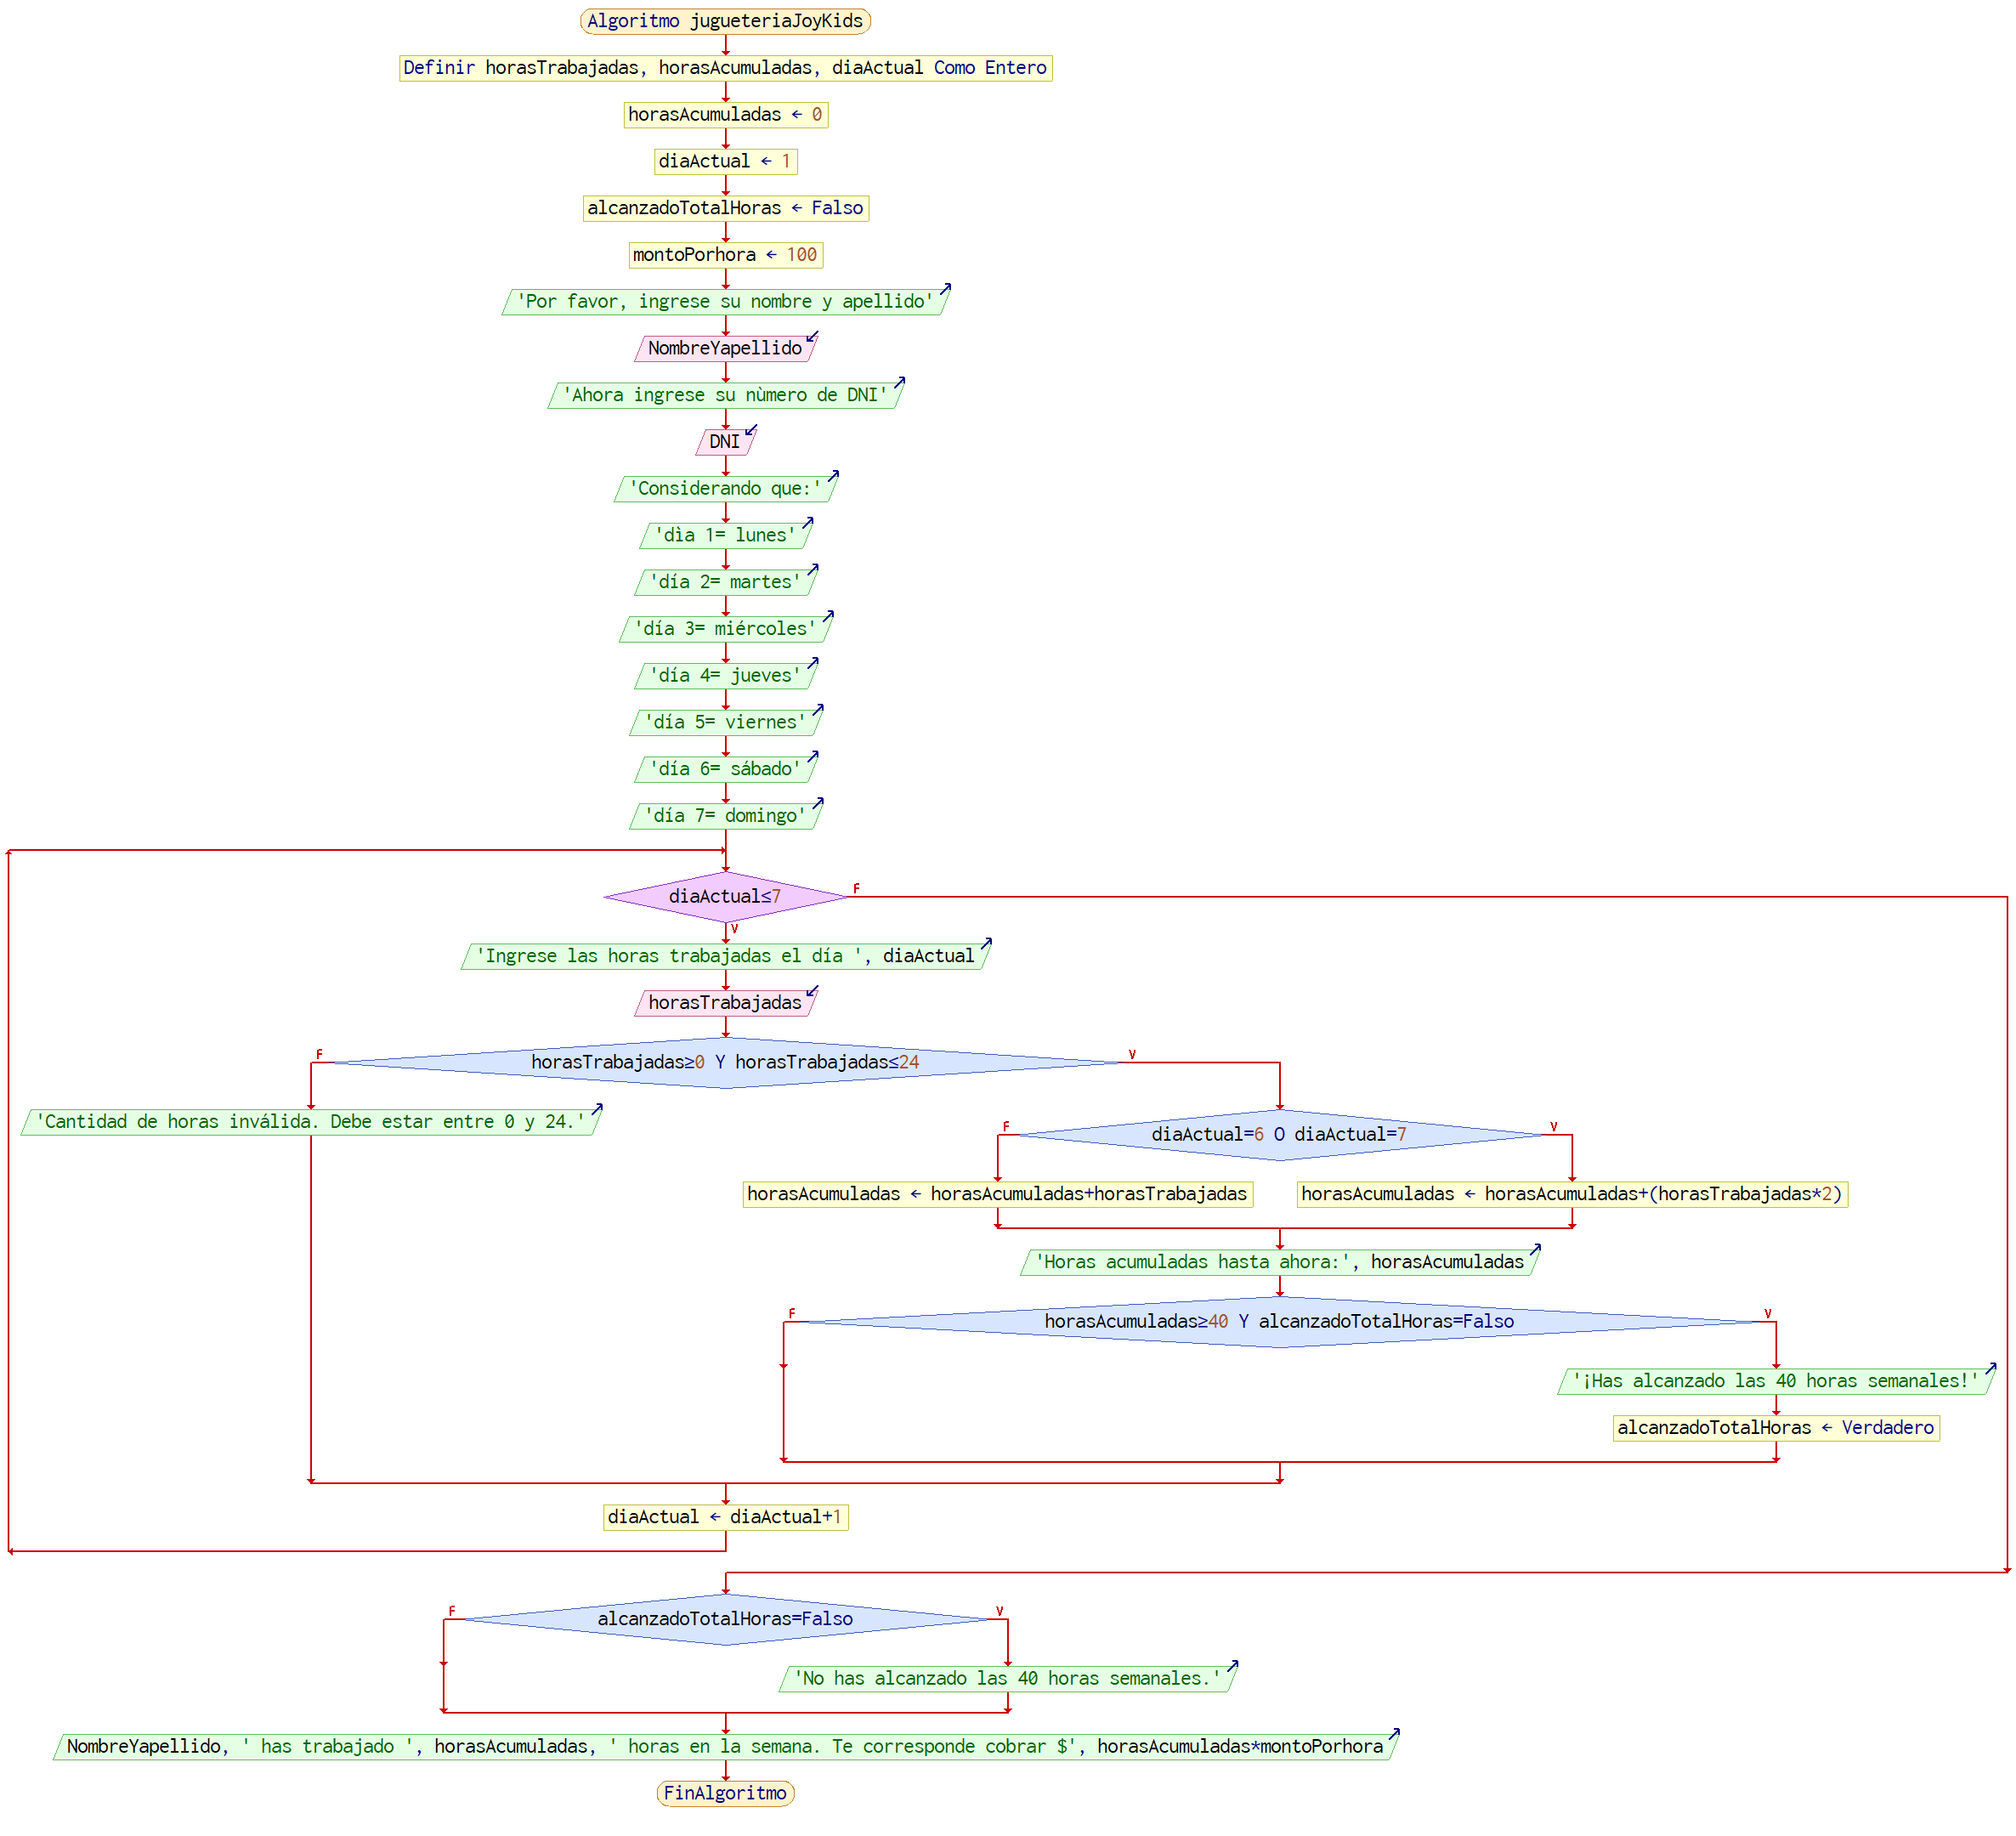 Algoritmo jugueteriaJoyKids
Definir horasTrabajadas, horasAcumuladas, diaActual Como Entero
horasAcumuladas ← 0
diaActual ← 1
alcanzadoTotalHoras ← Falso
montoPorhora ← 100
'Por favor, ingrese su nombre y apellido'
NombreYapellido
'Ahora ingrese su nùmero de DNI'
DNI
'Considerando que:'
'dìa 1= lunes'
'día 2= martes'
'día 3= miércoles'
'día 4= jueves'
'día 5= viernes'
'día 6= sábado'
'día 7= domingo'
diaActual≤7
F
V
'Ingrese las horas trabajadas el día ', diaActual
horasTrabajadas
F
horasTrabajadas≥0 Y horasTrabajadas≤24
V
'Cantidad de horas inválida. Debe estar entre 0 y 24.'
F
diaActual=6 O diaActual=7
V
horasAcumuladas ← horasAcumuladas+horasTrabajadas
horasAcumuladas ← horasAcumuladas+(horasTrabajadas*2)
'Horas acumuladas hasta ahora:', horasAcumuladas
F
horasAcumuladas≥40 Y alcanzadoTotalHoras=Falso
V
'¡Has alcanzado las 40 horas semanales!'
alcanzadoTotalHoras ← Verdadero
diaActual ← diaActual+1
F
alcanzadoTotalHoras=Falso
V
'No has alcanzado las 40 horas semanales.'
NombreYapellido, ' has trabajado ', horasAcumuladas, ' horas en la semana. Te corresponde cobrar $', horasAcumuladas*montoPorhora
FinAlgoritmo